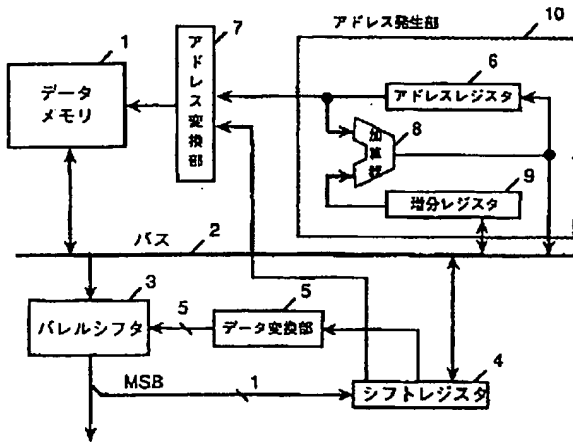 アドレス発生部
10
1
データ
メモリ
7
アドレス変換部
6
アドレスレジスタ
加算器
8
9
増分レジスタ
バス
2
3
バレルシフタ
5
5
データ変換部
MSB
1
4
シフトレジスタ